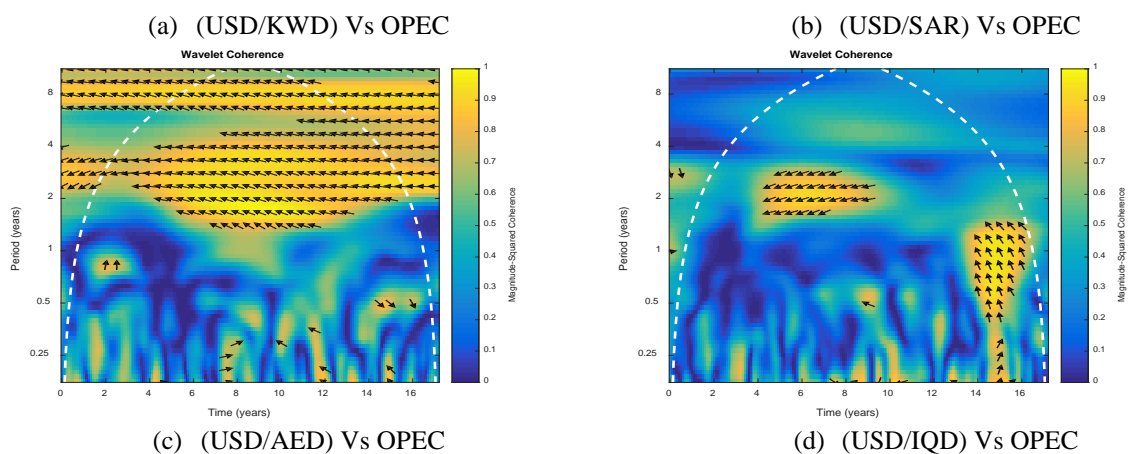 (a) (USD/KWD) Vs OPEC
(b) (USD/SAR) Vs OPEC
Wavelet Coherence
8
4
2
1
0.5
0.25
Period (years)
0 2 4 6 8 10 12 14 16
Time (years)
1
0.9
0.8
0.7
0.6
0.5
0.4
0.3
0.2
0.1
0
Magnitude-Squared Coherence
Wavelet Coherence
8
4
2
1
0.5
0.25
Period (years)
0 2 4 6 8 10 12 14 16
Time (years)
1
0.9
0.8
0.7
0.6
0.5
0.4
0.3
0.2
0.1
0
Magnitude-Squared Coherence
(c) (USD/AED) Vs OPEC
(d) (USD/IQD) Vs OPEC